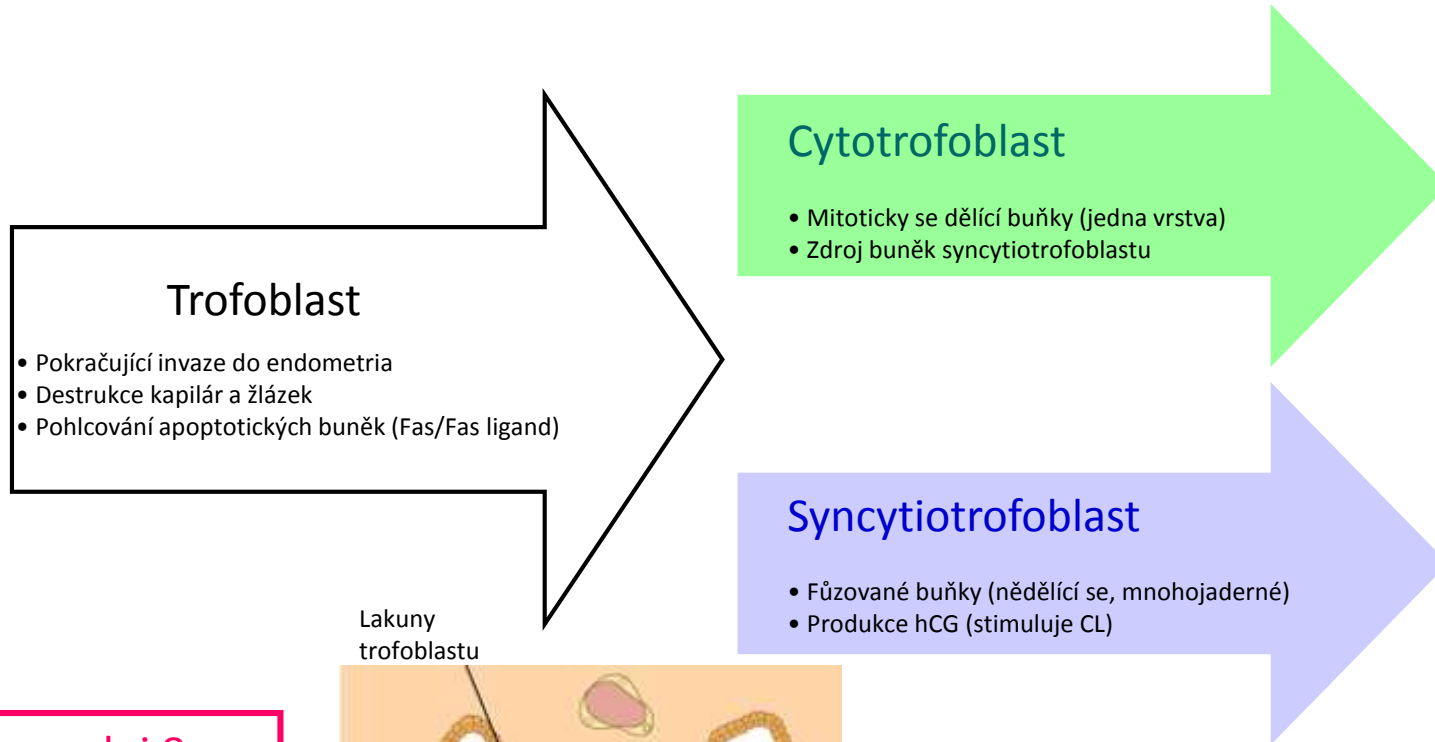 Trofoblast
• Pokračující invaze do endometria
• Destrukce kapilár a žlázek
• Pohlcování apoptotických buněk (Fas/Fas ligand)
Cytotrofoblast
• Mitoticky se dělící buňky (jedna vrstva)
• Zdroj buněk syncytiotrofoblastu
Syncytiotrofoblast
• Fůzované buňky (nědělící se, mnohojaderné)
• Produkce hCG (stimuluje CL)
Lakuny
trofoblastu